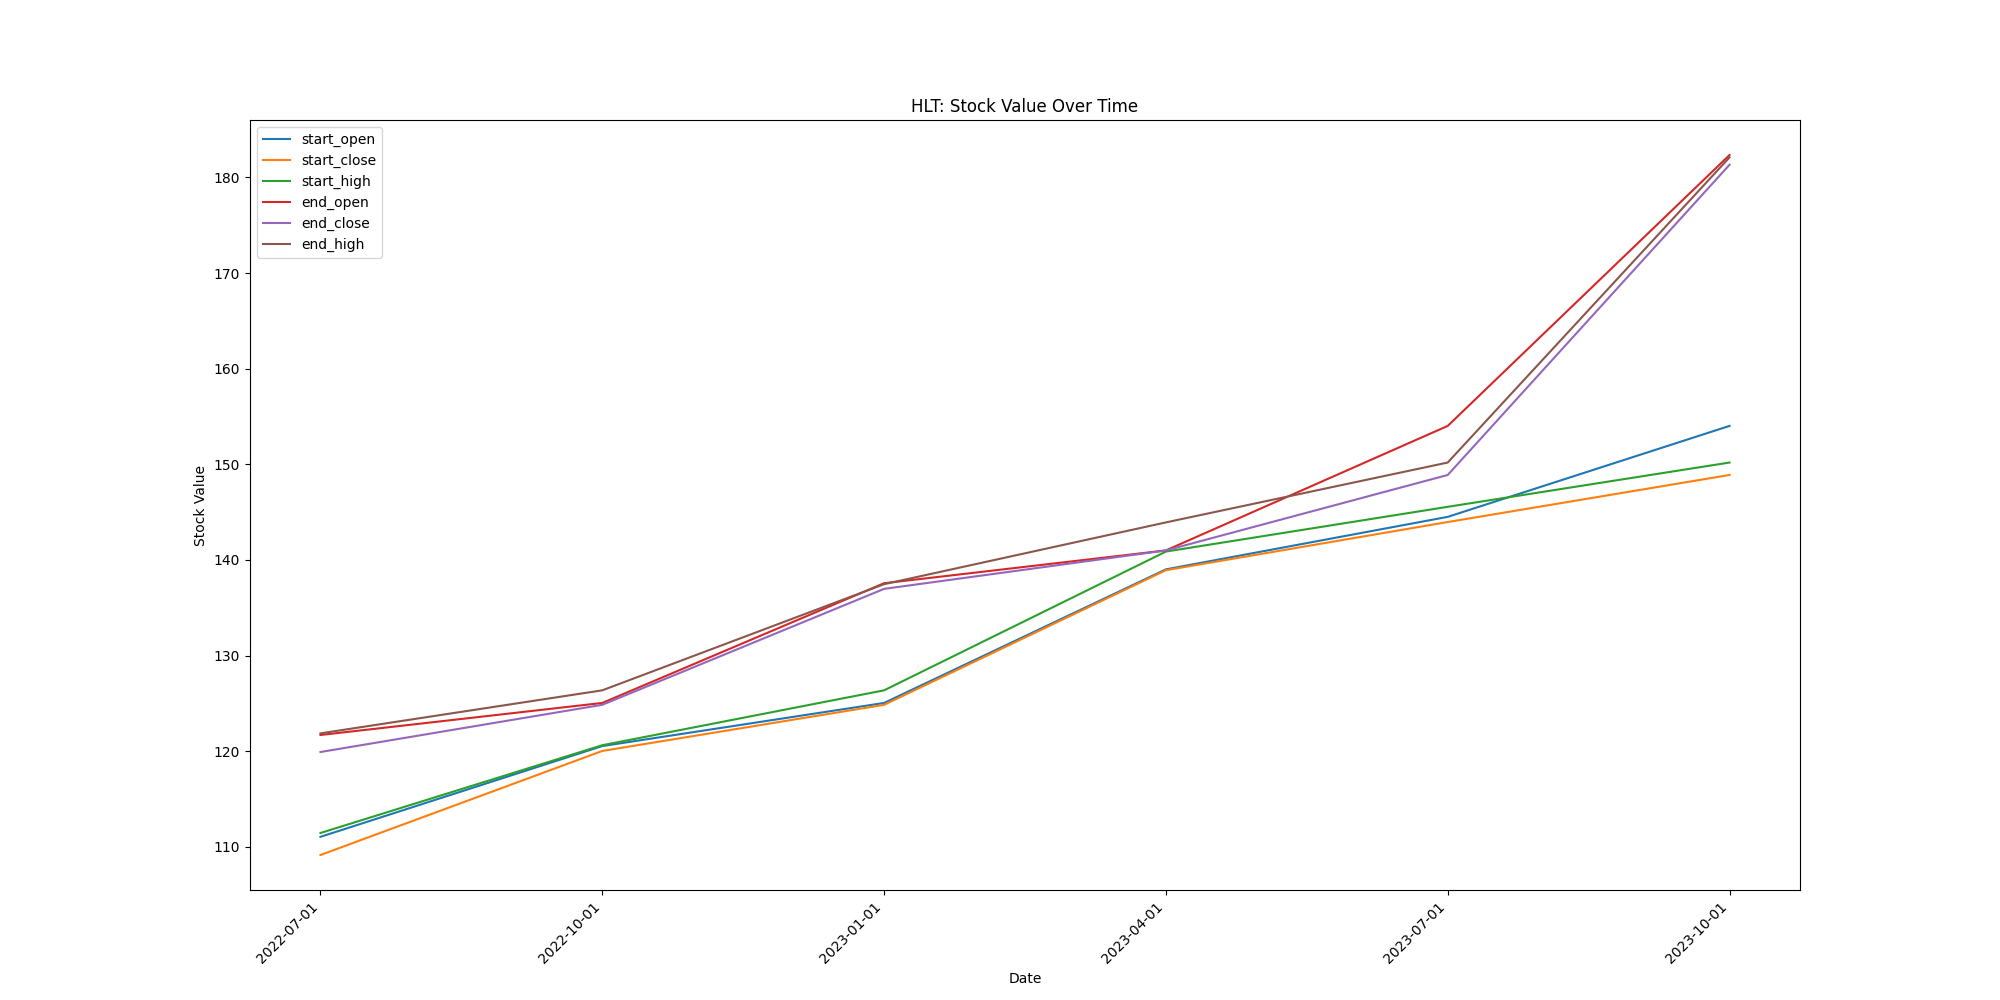 HLT: Stock Value Over Time
start_open
start_close
start_high
end_open
end_close
end_high
180
170
160
150
140
130
120
110
Stock Value
2022-07-01
2022-10-01
2023-01-01
2023-04-01
2023-07-01
2023-10-01
Date